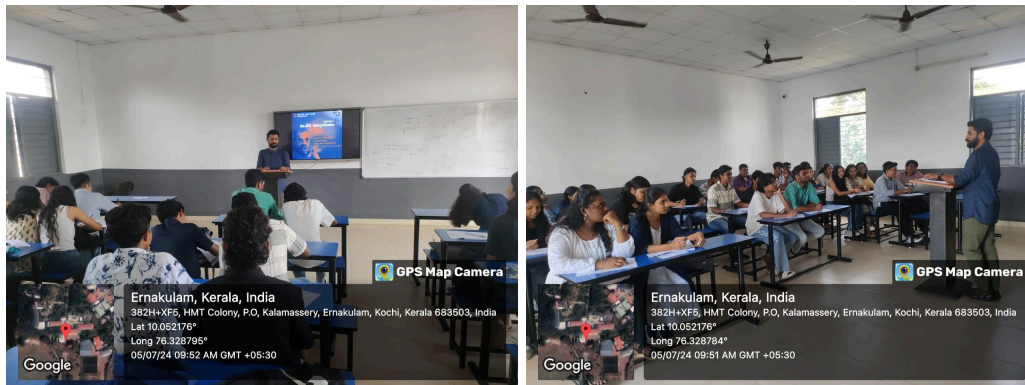 GPS Map Camera
Ernakulam, Kerala, India
382H+XF5, HMT Colony, P.O, Kalamassery, Ernakulam, Kochi, Kerala 683503, India
Lat 10.052176°
Long 76.328795°
05/07/24 09:52 AM GMT +05:30
Google
GPS Map Camera
Ernakulam, Kerala, India
382H+XF5, HMT Colony, P.O, Kalamassery, Ernakulam, Kochi, Kerala 683503, India
Lat 10.052176°
Long 76.328784°
05/07/24 09:51 AM GMT +05:30
Google